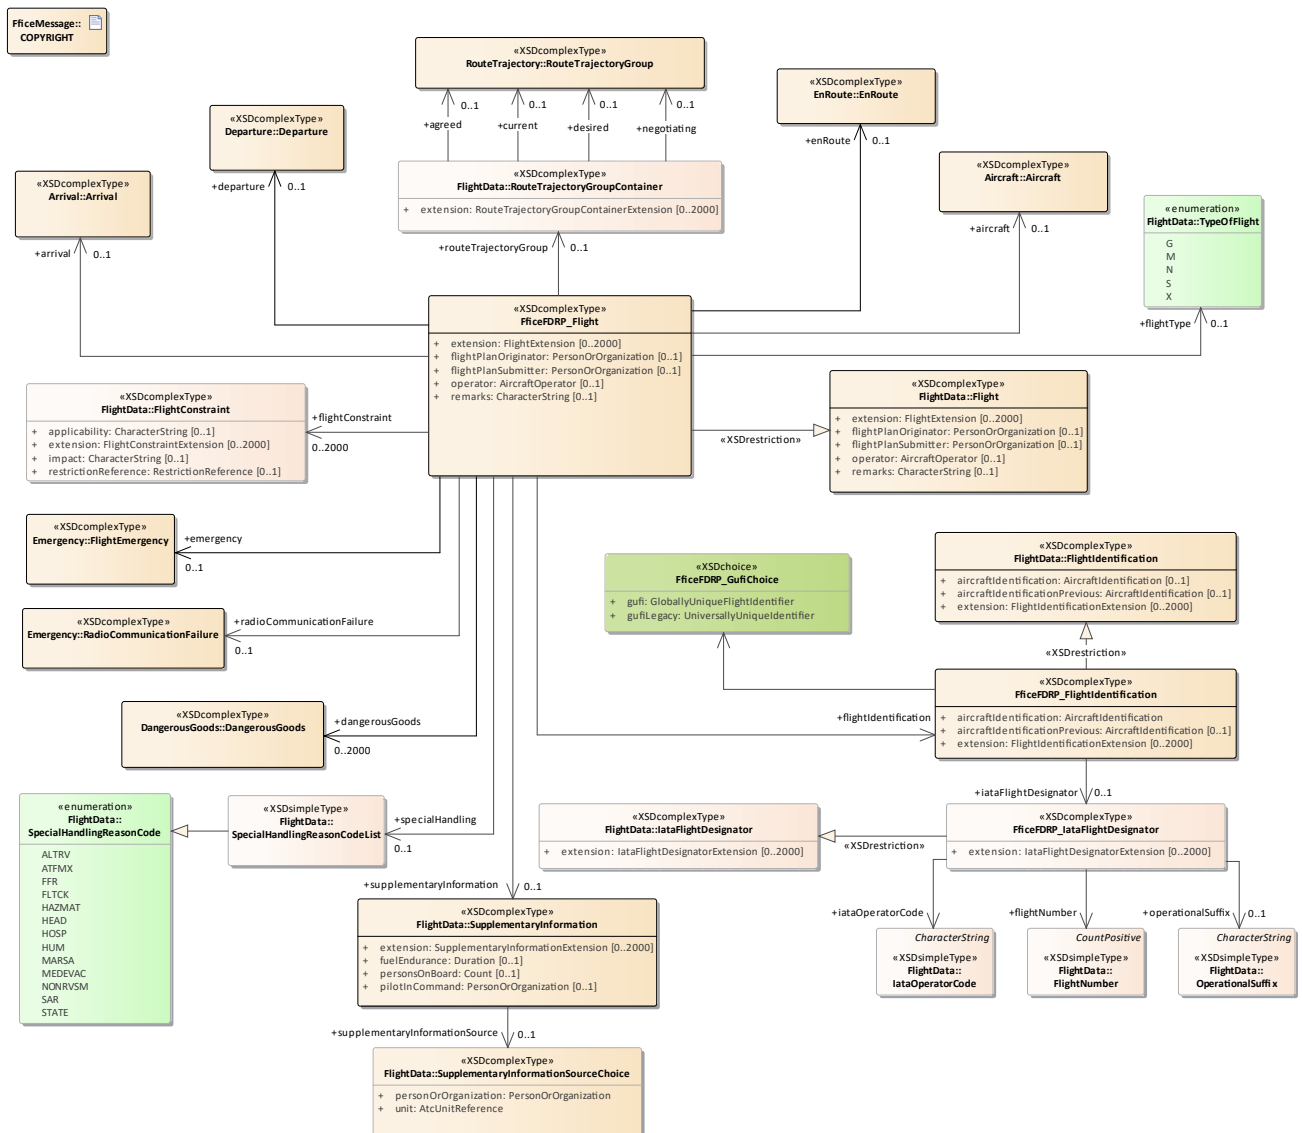 FficeMessage::
COPYRIGHT
«XSDcomplexType»
RouteTrajectory::RouteTrajectoryGroup
0..1
0..1
0..1
0..1
+agreed
+current
+desired
+negotiating
«XSDcomplexType»
EnRoute::EnRoute
+enRoute
0..1
«XSDcomplexType»
Departure::Departure
+departure
0..1
«XSDcomplexType»
FlightData::RouteTrajectoryGroupContainer
+ extension: RouteTrajectoryGroupContainerExtension [0..2000]
+routeTrajectoryGroup
0..1
«XSDcomplexType»
Aircraft::Aircraft
+aircraft
0..1
«XSDcomplexType»
Arrival::Arrival
+arrival
0..1
«enumeration»
FlightData::TypeOfFlight
G
M
N
S
X
+flightType
0..1
«XSDcomplexType»
FficeFDRP_Flight
+ extension: FlightExtension [0..2000]
+ flightPlanOriginator: PersonOrOrganization [0..1]
+ flightPlanSubmitter: PersonOrOrganization [0..1]
+ operator: AircraftOperator [0..1]
+ remarks: CharacterString [0..1]
«XSDcomplexType»
FlightData::FlightConstraint
+ applicability: CharacterString [0..1]
+ extension: FlightConstraintExtension [0..2000]
+ impact: CharacterString [0..1]
+ restrictionReference: RestrictionReference [0..1]
+flightConstraint
0..2000
«XSDrestriction»
«XSDcomplexType»
FlightData::Flight
+ extension: FlightExtension [0..2000]
+ flightPlanOriginator: PersonOrOrganization [0..1]
+ flightPlanSubmitter: PersonOrOrganization [0..1]
+ operator: AircraftOperator [0..1]
+ remarks: CharacterString [0..1]
«XSDcomplexType»
Emergency::FlightEmergency
+emergency
0..1
«XSDcomplexType»
Emergency::RadioCommunicationFailure
+radioCommunicationFailure
0..1
«XSDchoice»
FficeFDRP_GufiChoice
+ gufi: GloballyUniqueFlightIdentifier
+ gufiLegacy: UniversallyUniqueIdentifier
«XSDcomplexType»
FlightData::FlightIdentification
+ aircraftIdentification: AircraftIdentification [0..1]
+ aircraftIdentificationPrevious: AircraftIdentification [0..1]
+ extension: FlightIdentificationExtension [0..2000]
«XSDrestriction»
«XSDcomplexType»
FficeFDRP_FlightIdentification
+ aircraftIdentification: AircraftIdentification
+ aircraftIdentificationPrevious: AircraftIdentification [0..1]
+ extension: FlightIdentificationExtension [0..2000]
+flightIdentification
«XSDcomplexType»
DangerousGoods::DangerousGoods
+dangerousGoods
0..2000
+iataFlightDesignator
0..1
«enumeration»
FlightData::
SpecialHandlingReasonCode
ALTRV
ATFMX
FFR
FLTCK
HAZMAT
HEAD
HOSP
HUM
MARSA
MEDEVAC
NONRVSM
SAR
STATE
«XSDsimpleType»
FlightData::
SpecialHandlingReasonCodeList
+specialHandling
0..1
«XSDcomplexType»
FlightData::IataFlightDesignator
+ extension: IataFlightDesignatorExtension [0..2000]
«XSDrestriction»
«XSDcomplexType»
FficeFDRP_IataFlightDesignator
+ extension: IataFlightDesignatorExtension [0..2000]
+iataOperatorCode
+flightNumber
+operationalSuffix
0..1
CharacterString
«XSDsimpleType»
FlightData::
IataOperatorCode
CountPositive
«XSDsimpleType»
FlightData::
FlightNumber
CharacterString
«XSDsimpleType»
FlightData::
OperationalSuffix
+supplementaryInformation
0..1
«XSDcomplexType»
FlightData::SupplementaryInformation
+ extension: SupplementaryInformationExtension [0..2000]
+ fuelEndurance: Duration [0..1]
+ personsOnBoard: Count [0..1]
+ pilotInCommand: PersonOrOrganization [0..1]
+supplementaryInformationSource
0..1
«XSDcomplexType»
FlightData::SupplementaryInformationSourceChoice
+ personOrOrganization: PersonOrOrganization
+ unit: AtcUnitReference